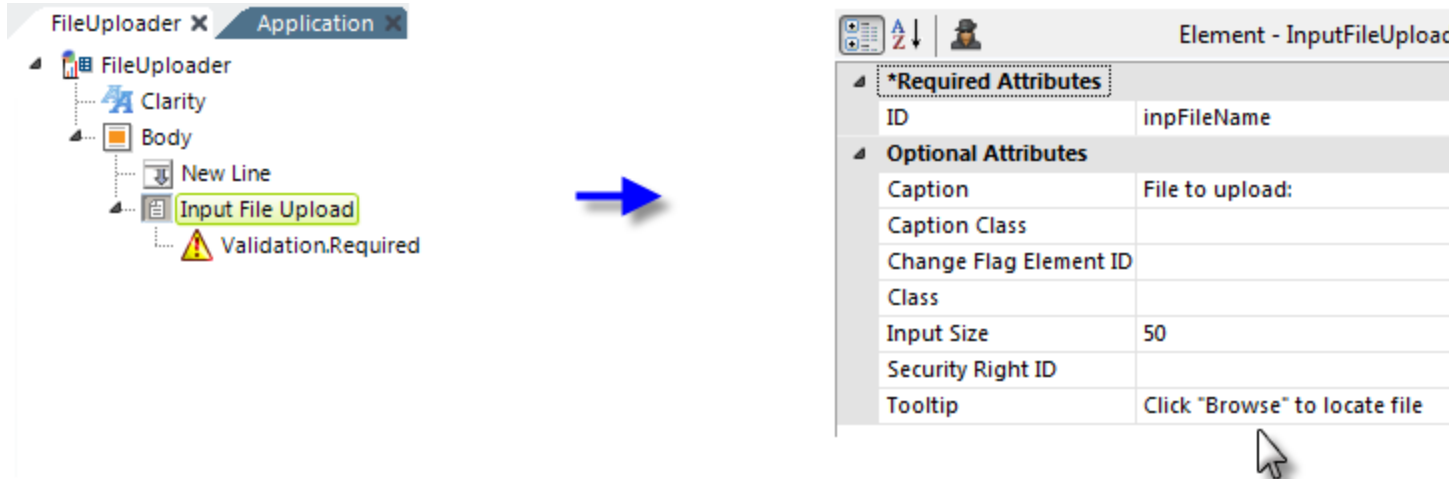 FileUploader Application
FileUploader
Clarity
Body
New Line
Input File Upload
Validation.Required
Element - InputFileUpload
*Required Attributes
ID inpFileName
Optional Attributes
Caption File to upload:
Caption Class
Change Flag Element ID
Class
Input Size 50
Security Right ID
Tooltip Click "Browse" to locate file